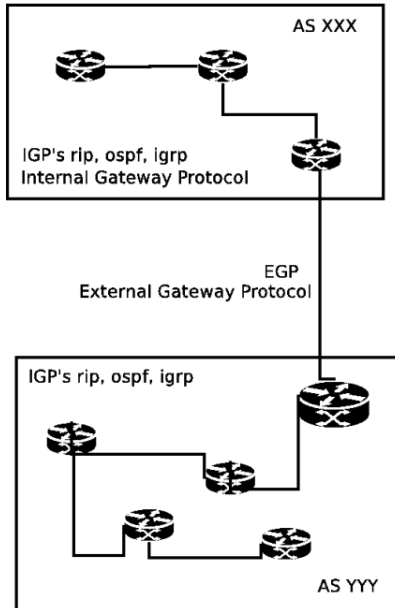 AS XXX
IGP's rip, ospf, igrp
Internal Gateway Protocol
EGP
External Gateway Protocol
IGP's rip, ospf, igrp
AS YYY